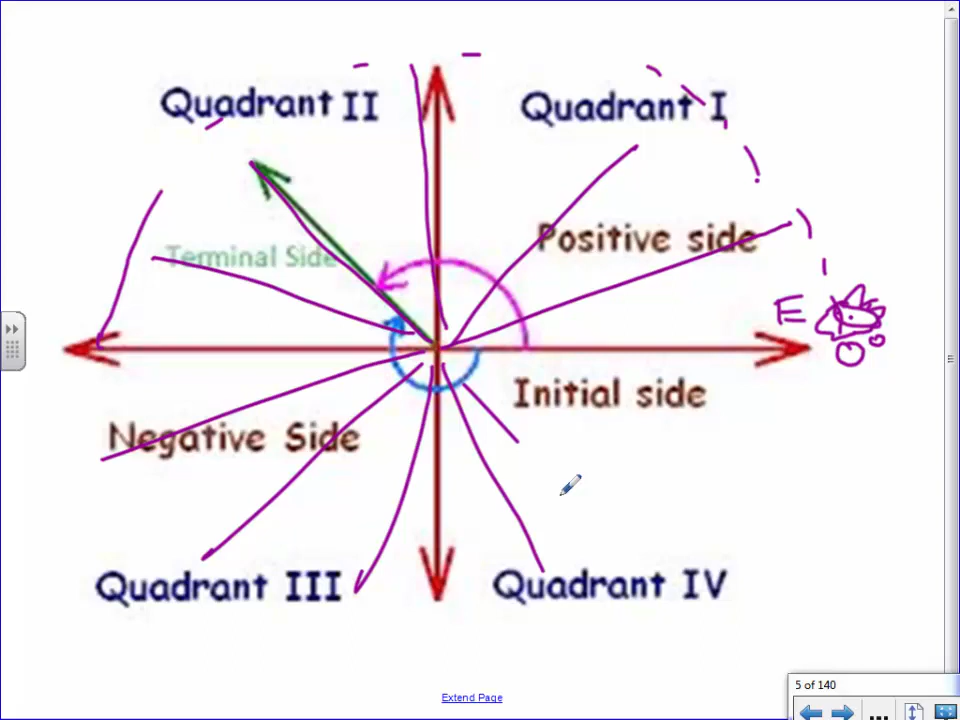 Quadrant II
Quadrant I
Positive side
Terminal Side
E
Initial side
Negative Side
Quadrant III
Quadrant IV
Extend Page
5 of 140